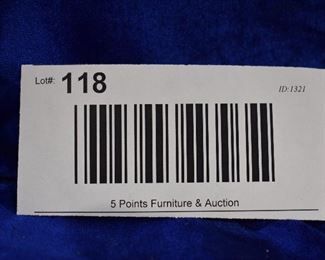 Lot#: 118 ID:1321
5 Points Furniture & Auction